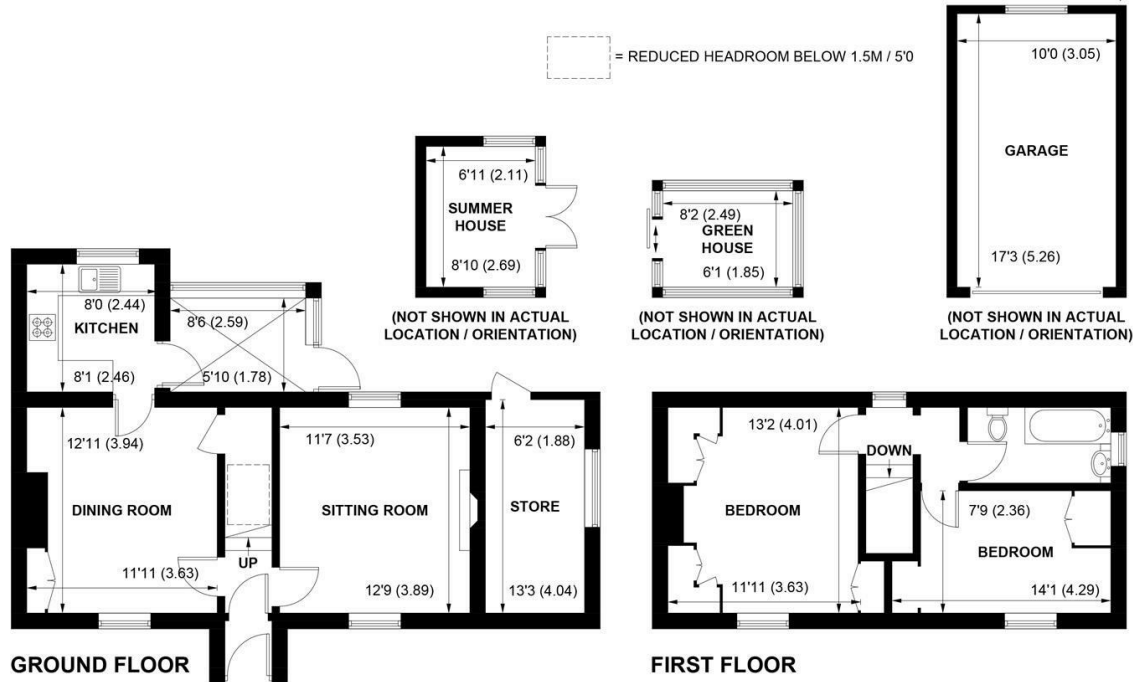 = REDUCED HEADROOM BELOW 1.5M / 5'0
10'0 (3.05)
GARAGE
17'3 (5.26)
(NOT SHOWN IN ACTUAL
LOCATION / ORIENTATION)
6'11 (2.11)
SUMMER
HOUSE
8'10 (2.69)
(NOT SHOWN IN ACTUAL
LOCATION / ORIENTATION)
8'2 (2.49)
GREEN
HOUSE
6'1 (1.85)
(NOT SHOWN IN ACTUAL
LOCATION / ORIENTATION)
8'0 (2.44)
KITCHEN
8'1 (2.46)
8'6 (2.59)
5'10 (1.78)
12'11 (3.94)
DINING ROOM
11'11 (3.63)
UP
11'7 (3.53)
SITTING ROOM
12'9 (3.89)
6'2 (1.88)
STORE
13'3 (4.04)
GROUND FLOOR
13'2 (4.01)
BEDROOM
11'11 (3.63)
DOWN
7'9 (2.36)
BEDROOM
14'1 (4.29)
FIRST FLOOR